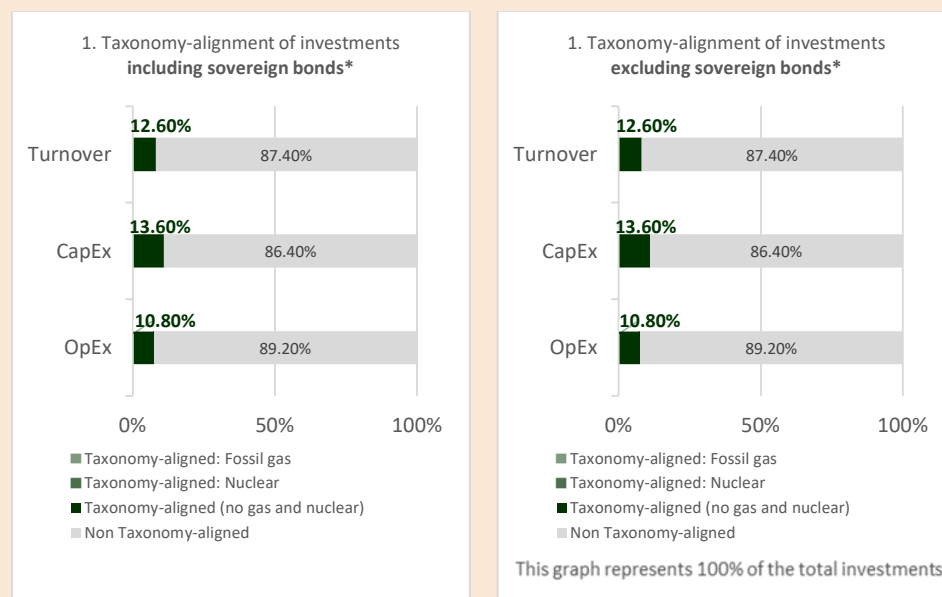 1. Taxonomy-alignment of investments
including sovereign bonds*
12.60%
Turnover
87.40%
13.60%
CapEx
86.40%
10.80%
OpEx
89.20%
0% 50% 100%
Taxonomy-aligned: Fossil gas
Taxonomy-aligned: Nuclear
Taxonomy-aligned (no gas and nuclear)
Non Taxonomy-aligned
1. Taxonomy-alignment of investments
excluding sovereign bonds*
12.60%
Turnover
87.40%
13.60%
CapEx
86.40%
10.80%
OpEx
89.20%
0% 50% 100%
Taxonomy-aligned: Fossil gas
Taxonomy-aligned: Nuclear
Taxonomy-aligned (no gas and nuclear)
Non Taxonomy-aligned
This graph represents 100% of the total investments